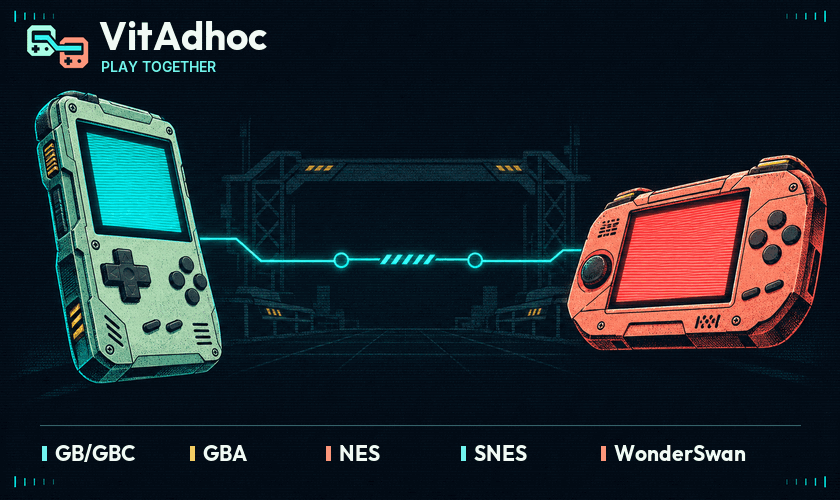 VitAdhoc
PLAY TOGETHER
GB/GBC
GBA
NES
SNES
WonderSwan